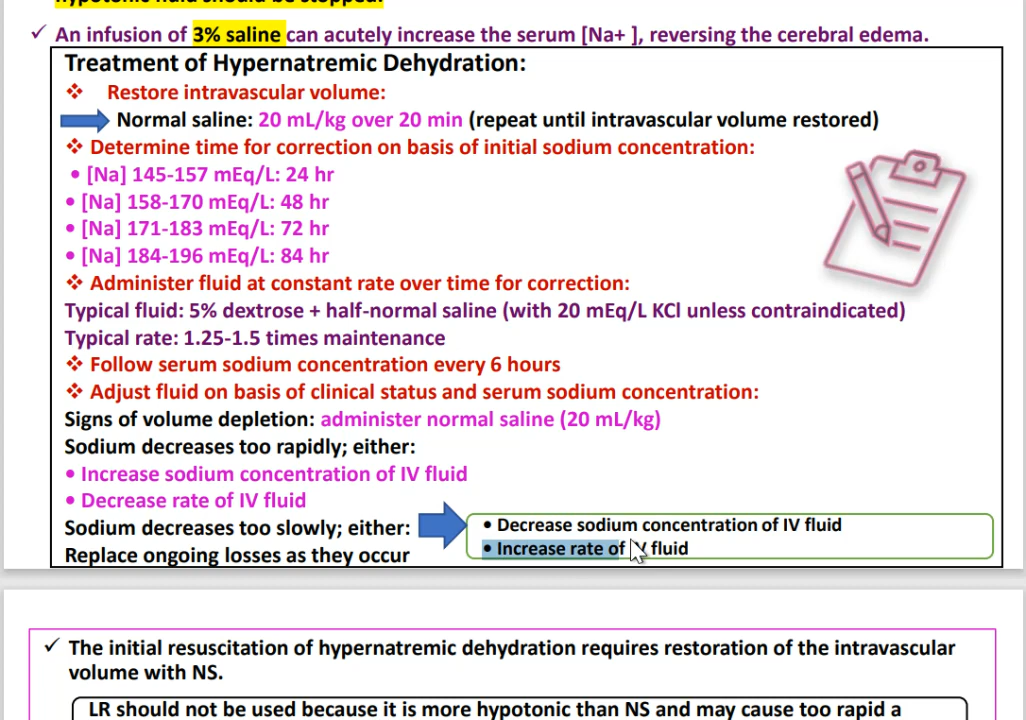 hypotonic fluid should be stopped.
✓ An infusion of 3% saline can acutely increase the serum [Na+ ], reversing the cerebral edema.
Treatment of Hypernatremic Dehydration:
❖ Restore intravascular volume:
Normal saline: 20 mL/kg over 20 min (repeat until intravascular volume restored)
❖ Determine time for correction on basis of initial sodium concentration:
• [Na] 145-157 mEq/L: 24 hr
• [Na] 158-170 mEq/L: 48 hr
• [Na] 171-183 mEq/L: 72 hr
• [Na] 184-196 mEq/L: 84 hr
❖ Administer fluid at constant rate over time for correction:
Typical fluid: 5% dextrose + half-normal saline (with 20 mEq/L KCl unless contraindicated)
Typical rate: 1.25-1.5 times maintenance
❖ Follow serum sodium concentration every 6 hours
❖ Adjust fluid on basis of clinical status and serum sodium concentration:
Signs of volume depletion: administer normal saline (20 mL/kg)
Sodium decreases too rapidly; either:
• Increase sodium concentration of IV fluid
• Decrease rate of IV fluid
Sodium decreases too slowly; either:
• Decrease sodium concentration of IV fluid
• Increase rate of IV fluid
Replace ongoing losses as they occur
✓ The initial resuscitation of hypernatremic dehydration requires restoration of the intravascular
volume with NS.
LR should not be used because it is more hypotonic than NS and may cause too rapid a